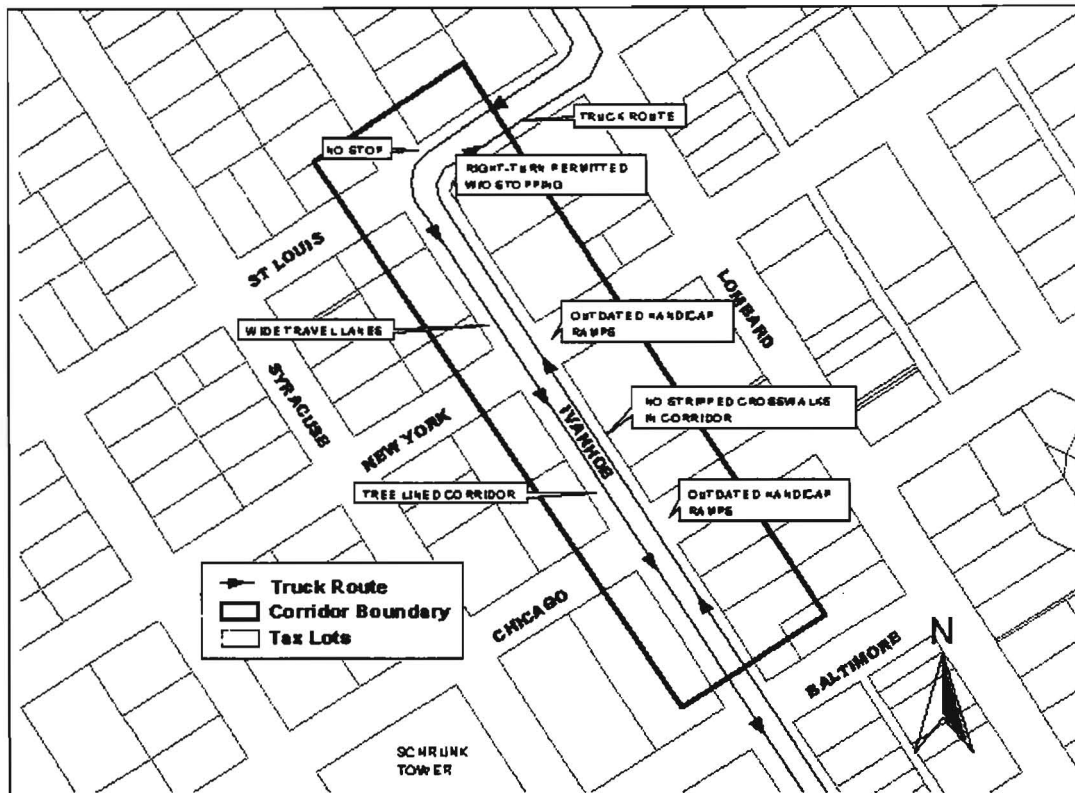 TRUCK ROUTE
NO STOP
RIGHT-TURN PERMITTED
W/O STOPPING
ST LOUIS
LOMBARD
OUTDATED HANDICAP
RAMPS
WIDE TRAVEL LANES
SYRACUSE
NO STRIPPED CROSSWALKS
IN CORRIDOR
IVANHOE
NEW YORK
TREE LINED CORRIDOR
OUTDATED HANDICAP
RAMPS
Truck Route
Corridor Boundary
Tax Lots
CHICAGO
BALTIMORE
N
SCHRUNK
TOWER